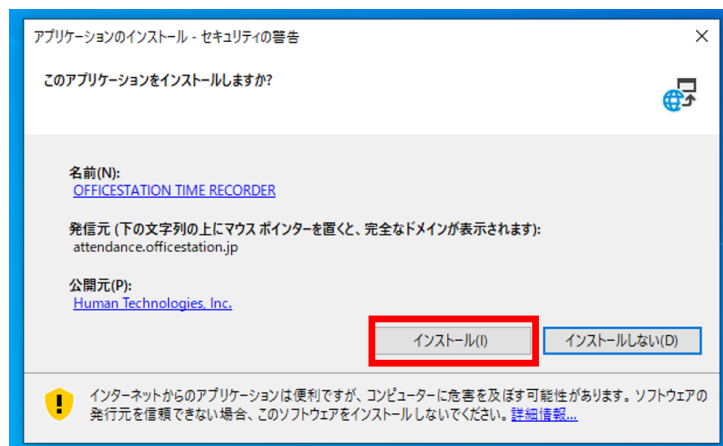 アプリケーションのインストール - セキュリティの警告
このアプリケーションをインストールしますか?
名前(N):
OFFICESTATION TIME RECORDER
発信元 (下の文字列の上にマウス ポインターを置くと、完全なドメインが表示されます):
attendance.officestation.jp
公開元(P):
Human Technologies, Inc.
インストール(I) インストールしない(D)
インターネットからのアプリケーションは便利ですが、コンピューターに危害を及ぼす可能性があります。ソフトウェアの
発行元を信頼できない場合、このソフトウェアをインストールしないでください。詳細情報...